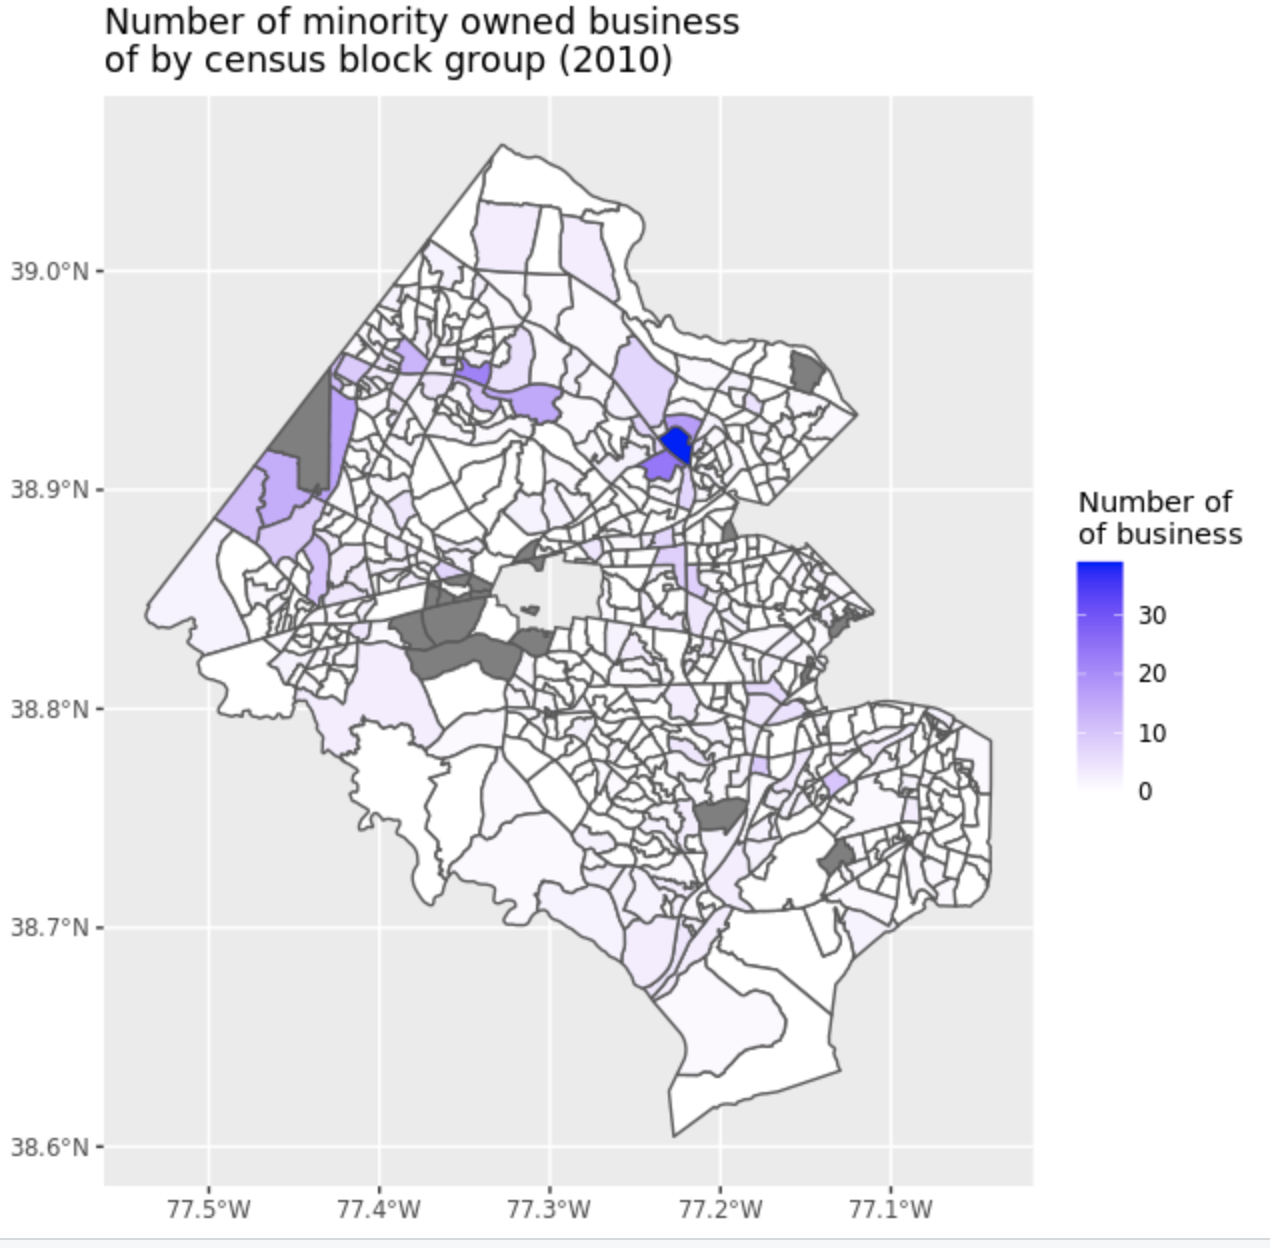 Number of minority owned business
of by census block group (2010)
39.0°N
38.9°N
38.8°N
38.7°N
38.6°N
77.5°W
77.4°W
77.3°W
77.2°W
77.1°W
Number of
of business
30
20
10
0